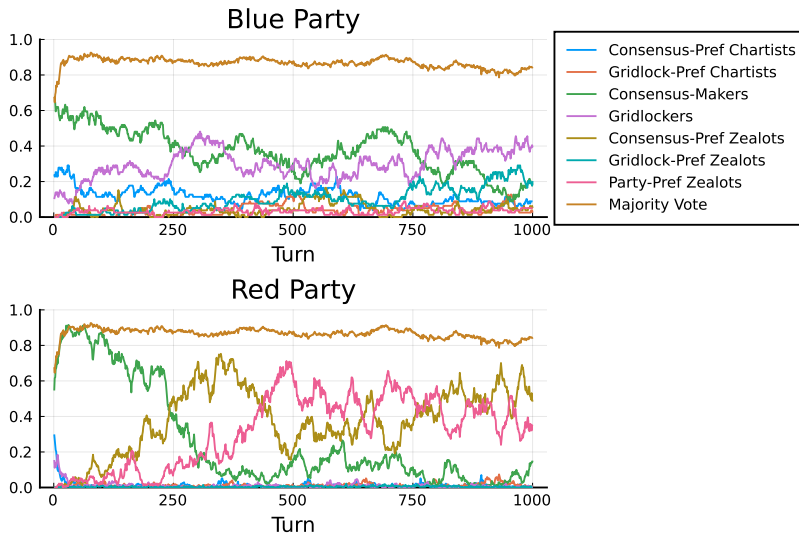 Blue Party
1.0
0.8
0.6
0.4
0.2
0.0
0 250 500 750 1000
Turn
Consensus-Pref Chartists
Gridlock-Pref Chartists
Consensus-Makers
Gridlockers
Consensus-Pref Zealots
Gridlock-Pref Zealots
Party-Pref Zealots
Majority Vote
Red Party
1.0
0.8
0.6
0.4
0.2
0.0
0 250 500 750 1000
Turn